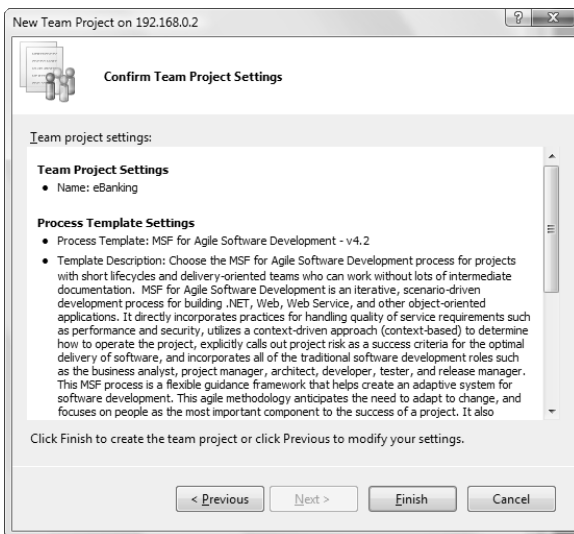 New Team Project on 192.168.0.2
Confirm Team Project Settings
Team project settings:
Team Project Settings
• Name: eBanking
Process Template Settings
• Process Template: MSF for Agile Software Development - v4.2
• Template Description: Choose the MSF for Agile Software Development process for projects
with short lifecycles and delivery-oriented teams who can work without lots of intermediate
documentation.  MSF for Agile Software Development is an iterative, scenario-driven
development process for building .NET, Web, Web Service, and other object-oriented
applications. It directly incorporates practices for handling quality of service requirements such
as performance and security, utilizes a context-driven approach (context-based) to determine
how to operate the project, explicitly calls out project risk as a success criteria for the optimal
delivery of software, and incorporates all of the traditional software development roles such
as the business analyst, project manager, architect, developer, tester, and release manager.
This MSF process is a flexible guidance framework that helps create an adaptive system for
software development. This agile methodology anticipates the need to adapt to change, and
focuses on people as the most important component to the success of a project. It also
Click Finish to create the team project or click Previous to modify your settings.
< Previous Next > Finish Cancel